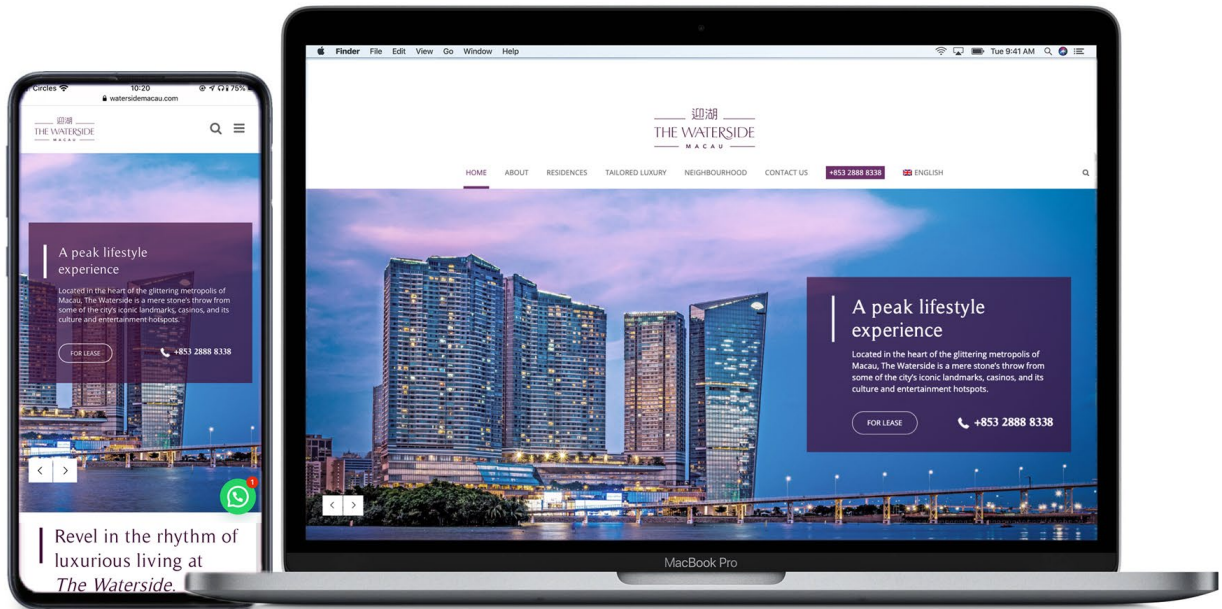 Circles 10:20 75%
watersidemacau.com
迎湖
THE WATERSIDE
MACAU
A peak lifestyle
experience
Located in the heart of the glittering metropolis of
Macau, The Waterside is a mere stone's throw from
some of the city's iconic landmarks, casinos, and its
culture and entertainment hotspots.
FOR LEASE +853 2888 8338
1
Revel in the rhythm of
luxurious living at
The Waterside.
Finder File Edit View Go Window Help Tue 9:41 AM
迎湖
THE WATERSIDE
MACAU
HOME ABOUT RESIDENCES TAILORED LUXURY NEIGHBOURHOOD CONTACT US +853 2888 8338 ENGLISH
A peak lifestyle
experience
Located in the heart of the glittering metropolis of
Macau, The Waterside is a mere stone's throw from
some of the city's iconic landmarks, casinos, and its
culture and entertainment hotspots.
FOR LEASE +853 2888 8338
MacBook Pro